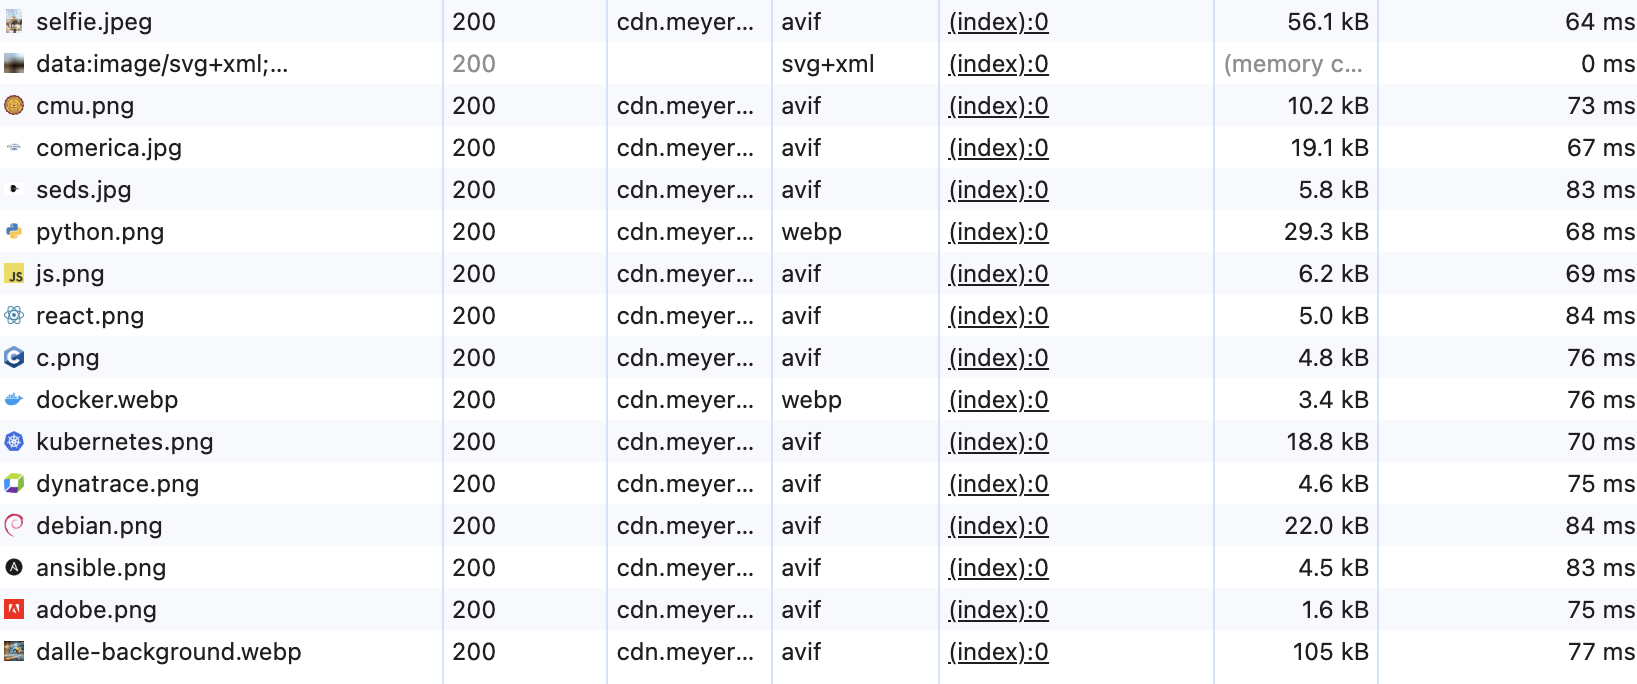 selfie.jpeg 200 cdn.meyer... avif (index):0 56.1 kB 64 ms
data:image/svg+xml;... 200 svg+xml (index):0 (memory c... 0 ms
cmu.png 200 cdn.meyer... avif (index):0 10.2 kB 73 ms
comerica.jpg 200 cdn.meyer... avif (index):0 19.1 kB 67 ms
seds.jpg 200 cdn.meyer... avif (index):0 5.8 kB 83 ms
python.png 200 cdn.meyer... webp (index):0 29.3 kB 68 ms
JS js.png 200 cdn.meyer... avif (index):0 6.2 kB 69 ms
react.png 200 cdn.meyer... avif (index):0 5.0 kB 84 ms
C c.png 200 cdn.meyer... avif (index):0 4.8 kB 76 ms
docker.webp 200 cdn.meyer... webp (index):0 3.4 kB 76 ms
kubernetes.png 200 cdn.meyer... avif (index):0 18.8 kB 70 ms
dynatrace.png 200 cdn.meyer... avif (index):0 4.6 kB 75 ms
debian.png 200 cdn.meyer... avif (index):0 22.0 kB 84 ms
ansible.png 200 cdn.meyer... avif (index):0 4.5 kB 83 ms
adobe.png 200 cdn.meyer... avif (index):0 1.6 kB 75 ms
dalle-background.webp 200 cdn.meyer... avif (index):0 105 kB 77 ms